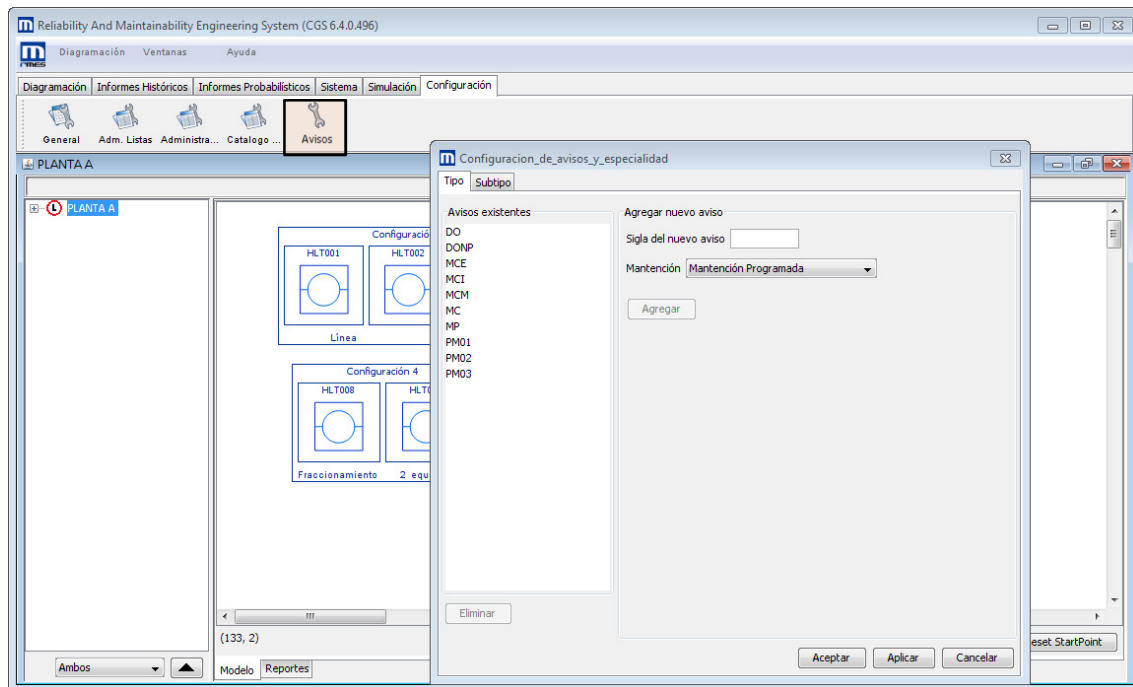 Reliability And Maintainability Engineering System (CGS 6.4.0.496)
Diagramación Ventanas Ayuda
Diagramación Informes Históricos Informes Probabilísticos Sistema Simulación Configuración
General Adm. Listas Administra... Catalogo ... Avisos
PLANTA A
PLANTA A
Configuració
HLT001 HLT002
Línea
Configuración 4
HLT008 HLT0
Fraccionamiento 2 equ
(133, 2)
Ambos
Modelo Reportes
eset StartPoint
Configuracion_de_avisos_y_especialidad
Tipo Subtipo
Avisos existentes
DO
DONP
MCE
MCI
MCM
MC
MP
PM01
PM02
PM03
Eliminar
Agregar nuevo aviso
Sigla del nuevo aviso
Mantención Mantención Programada
Agregar
Aceptar Aplicar Cancelar